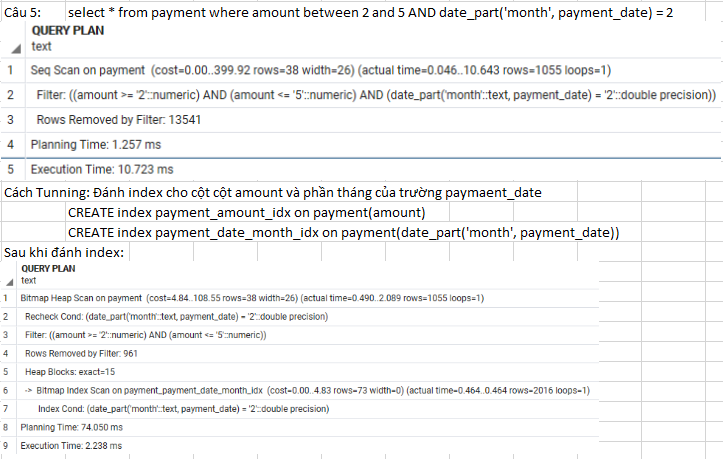 Câu 5: select * from payment where amount between 2 and 5 AND date_part('month', payment_date) = 2
QUERY PLAN
text
1 Seq Scan on payment (cost=0.00..399.92 rows=38 width=26) (actual time=0.046..10.643 rows=1055 loops=1)
2 Filter: ((amount >= '2'::numeric) AND (amount <= '5'::numeric) AND (date_part('month'::text, payment_date) = '2'::double precision))
3 Rows Removed by Filter: 13541
4 Planning Time: 1.257 ms
5 Execution Time: 10.723 ms
Cách Tunning: Đánh index cho cột cột amount và phần tháng của trường paymaent_date
CREATE index payment_amount_idx on payment(amount)
CREATE index payment_date_month_idx on payment(date_part('month', payment_date))
Sau khi đánh index:
QUERY PLAN
text
1 Bitmap Heap Scan on payment (cost=4.84..108.55 rows=38 width=26) (actual time=0.490..2.089 rows=1055 loops=1)
2 Recheck Cond: (date_part('month'::text, payment_date) = '2'::double precision)
3 Filter: ((amount >= '2'::numeric) AND (amount <= '5'::numeric))
4 Rows Removed by Filter: 961
5 Heap Blocks: exact=15
6 -> Bitmap Index Scan on payment_payment_date_month_idx (cost=0.00..4.83 rows=73 width=0) (actual time=0.464..0.464 rows=2016 loops=1)
7 Index Cond: (date_part('month'::text, payment_date) = '2'::double precision)
8 Planning Time: 74.050 ms
9 Execution Time: 2.238 ms